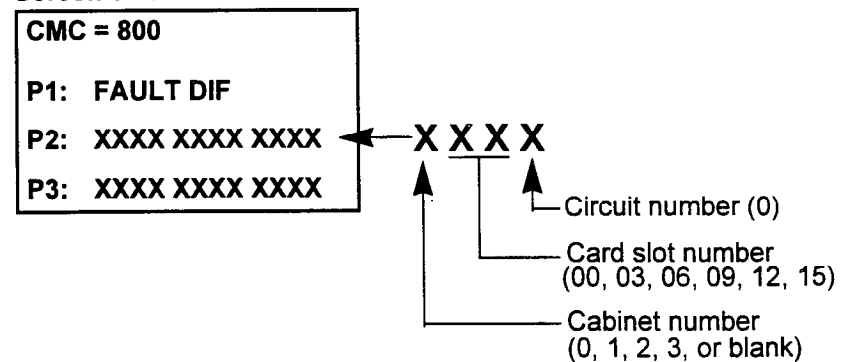 CMC = 800
P1: FAULT DIF
P2: XXXX XXXX XXXX
X XX X
P3: XXXX XXXX XXXX
Circuit number (0)
Card slot number
(00, 03, 06, 09, 12, 15)
Cabinet number
(0, 1, 2, 3, or blank)